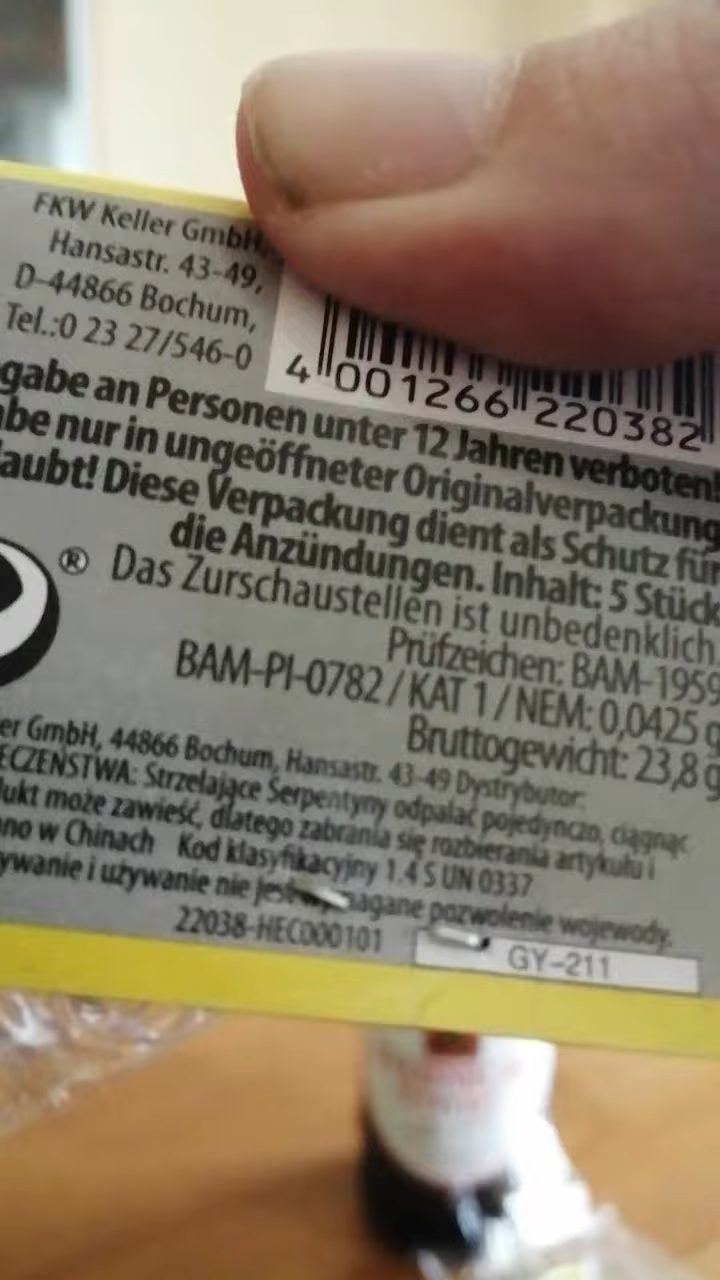 FKW Keller GmbH,
Hansastr. 43-49,
D-44866 Bochum,
Tel.:0 23 27/546-0
4 001266 220382
gabe an Personen unter 12 Jahren verboten!
be nur in ungeöffneter Originalverpackung
laubt! Diese Verpackung dient als Schutz für
die Anzündungen. Inhalt: 5 Stück
® Das Zurschaustellen ist unbedenklich.
Prüfzeichen: BAM-1959
BAM-PI-0782 / KAT 1 / NEM: 0,0425 g
Bruttogewicht: 23,8 g
er GmbH, 44866 Bochum, Hansastr. 43-49 Dystrybutor:
ECZEŃSTWA: Strzelające Serpentyny odpalać pojedynczo, ciągnąc
dukt może zawieść, dlatego zabrania się rozbierania artykułu i
no w Chinach Kod klasyfikacyjny 1.4 S UN 0337
ywanie i używanie nie pozwolenie wojewody.
22038-HEC000101
GY-211